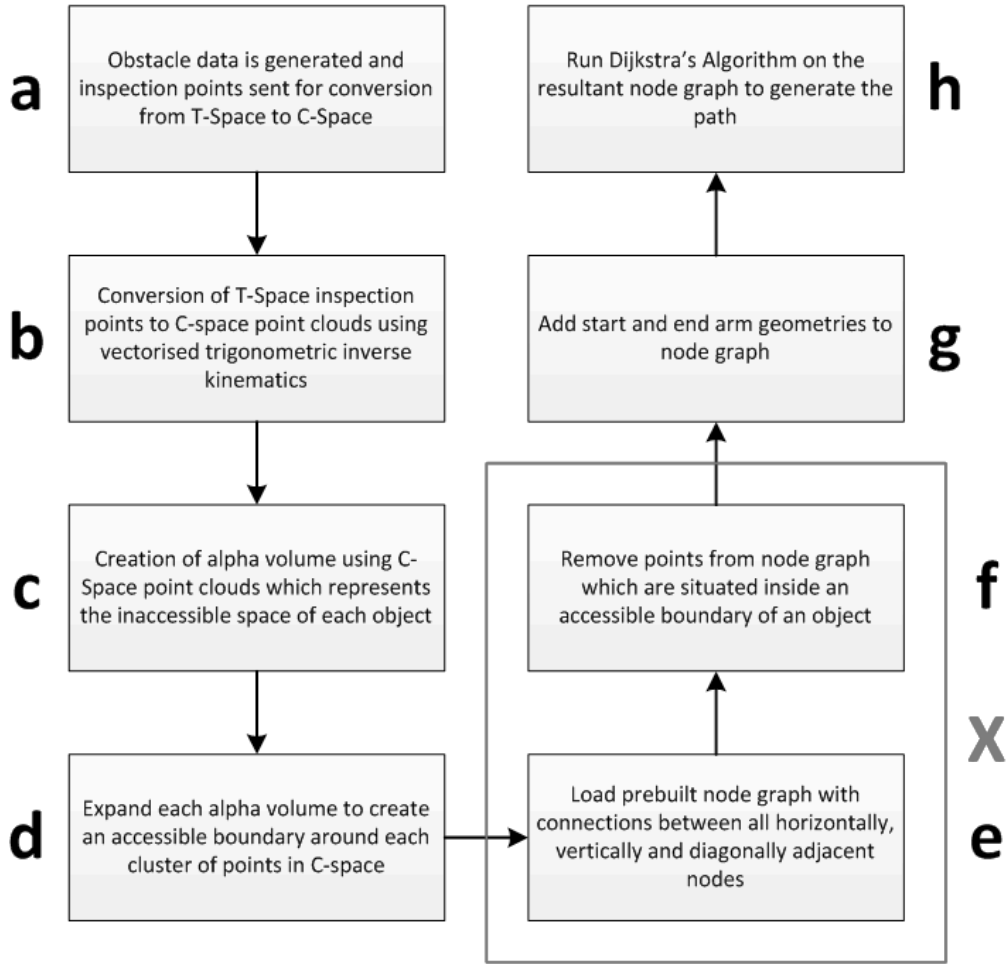 a
Obstacle data is generated and
inspection points sent for conversion
from T-Space to C-Space
b
Conversion of T-Space inspection
points to C-space point clouds using
vectorised trigonometric inverse
kinematics
c
Creation of alpha volume using C-
Space point clouds which represents
the inaccessible space of each object
d
Expand each alpha volume to create
an accessible boundary around each
cluster of points in C-space
Load prebuilt node graph with
connections between all horizontally,
vertically and diagonally adjacent
nodes
e
X
Remove points from node graph
which are situated inside an
accessible boundary of an object
f
Add start and end arm geometries to
node graph
g
Run Dijkstra's Algorithm on the
resultant node graph to generate the
path
h